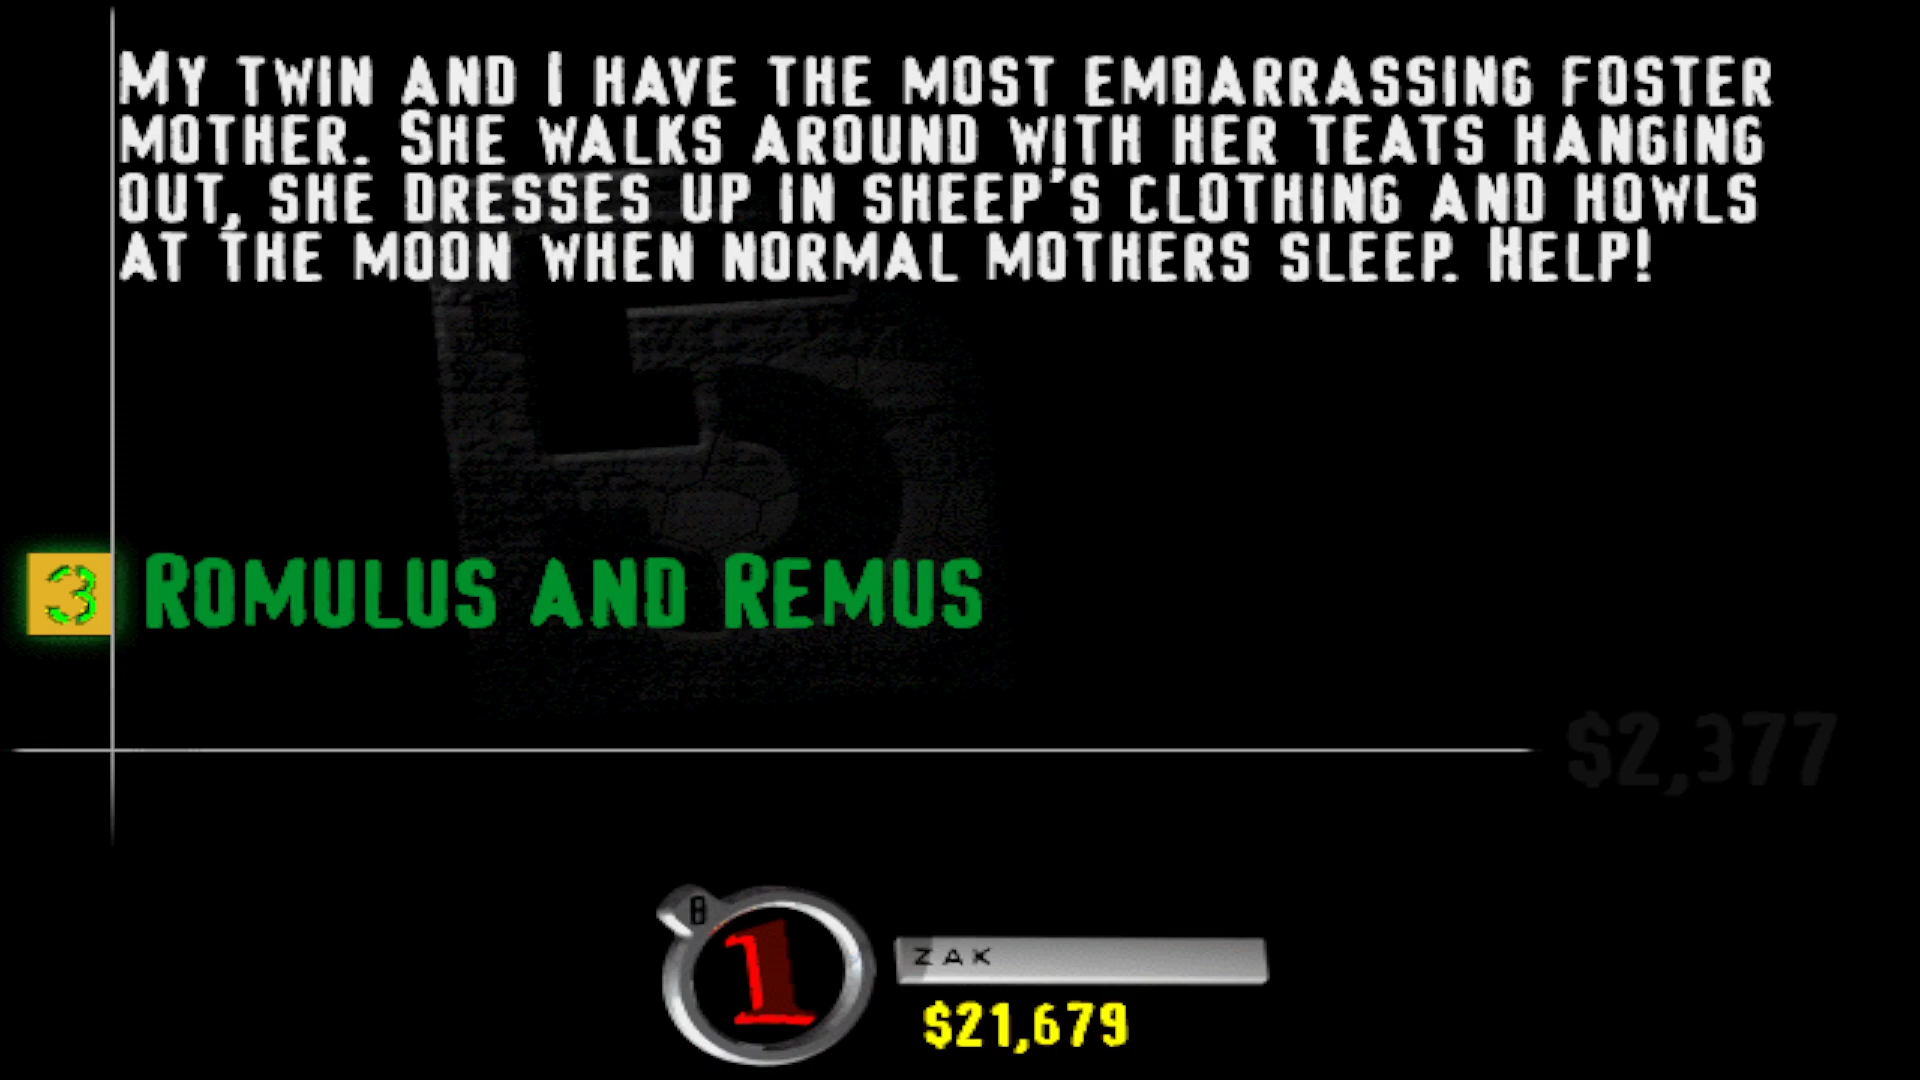 My twin and I have the most embarrassing foster
mother. She walks around with her teats hanging
out, she dresses up in sheep's clothing and howls
at the moon when normal mothers sleep. Help!
3 Romulus and Remus
$2,377
B
1
ZAK
$21,679